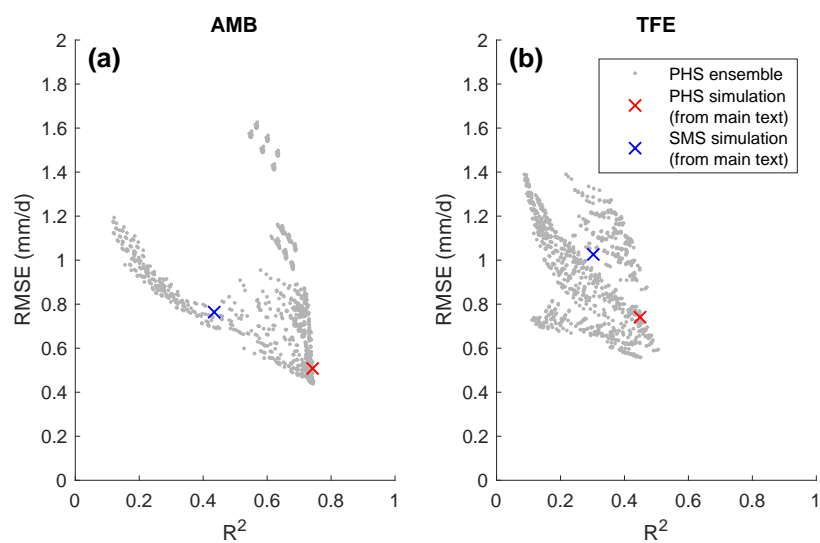 AMB
TFE
(a)
(b)
PHS ensemble
PHS simulation
(from main text)
SMS simulation
(from main text)
RMSE (mm/d)
2
1.8
1.6
1.4
1.2
1
0.8
0.6
0.4
0.2
0
0 0.2 0.4 0.6 0.8 1
R²
RMSE (mm/d)
2
1.8
1.6
1.4
1.2
1
0.8
0.6
0.4
0.2
0
0 0.2 0.4 0.6 0.8 1
R²